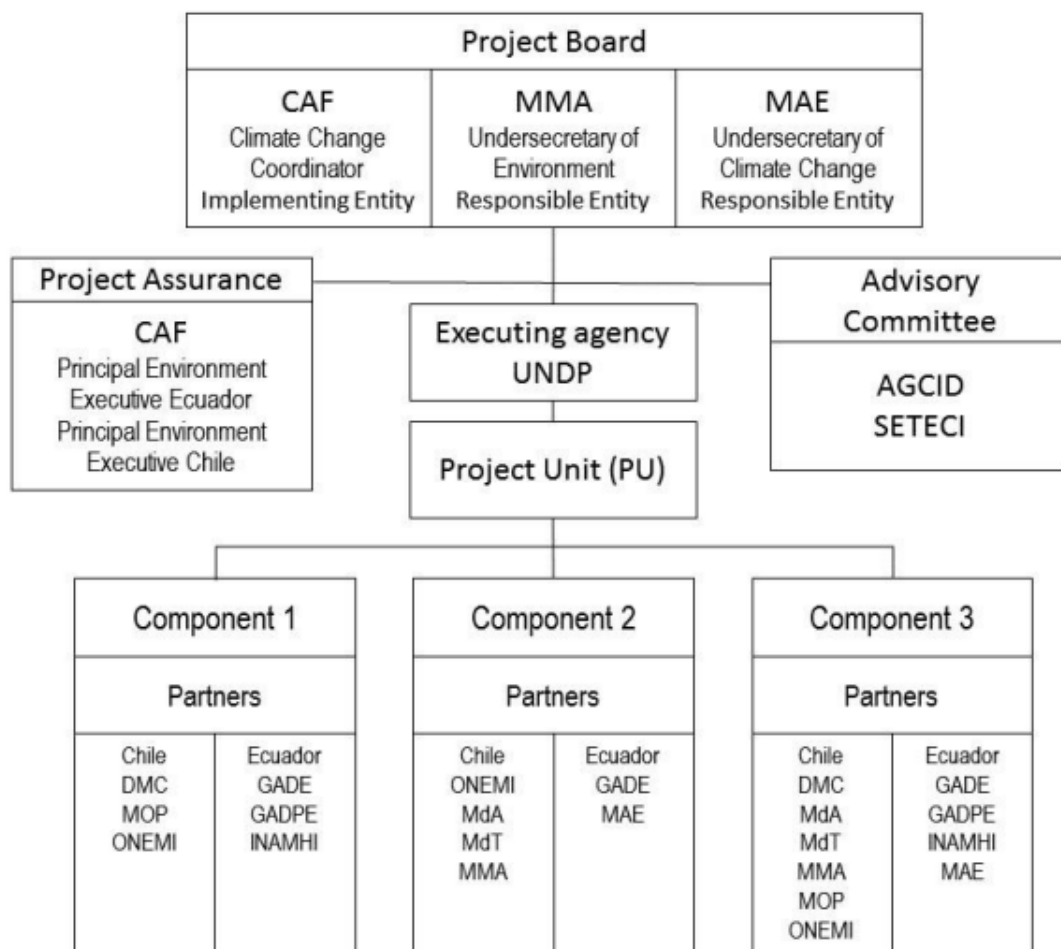 Project Board
CAF
Climate Change
Coordinator
Implementing Entity
MMA
Undersecretary of
Environment
Responsible Entity
MAE
Undersecretary of
Climate Change
Responsible Entity
Project Assurance
CAF
Principal Environment
Executive Ecuador
Principal Environment
Executive Chile
Executing agency
UNDP
Advisory
Committee
AGCID
SETECI
Project Unit (PU)
Component 1
Partners
Chile
DMC
MOP
ONEMI
Ecuador
GADE
GADPE
INAMHI
Component 2
Partners
Chile
ONEMI
MdA
MdT
MMA
Ecuador
GADE
MAE
Component 3
Partners
Chile
DMC
MdA
MdT
MMA
MOP
ONEMI
Ecuador
GADE
GADPE
INAMHI
MAE